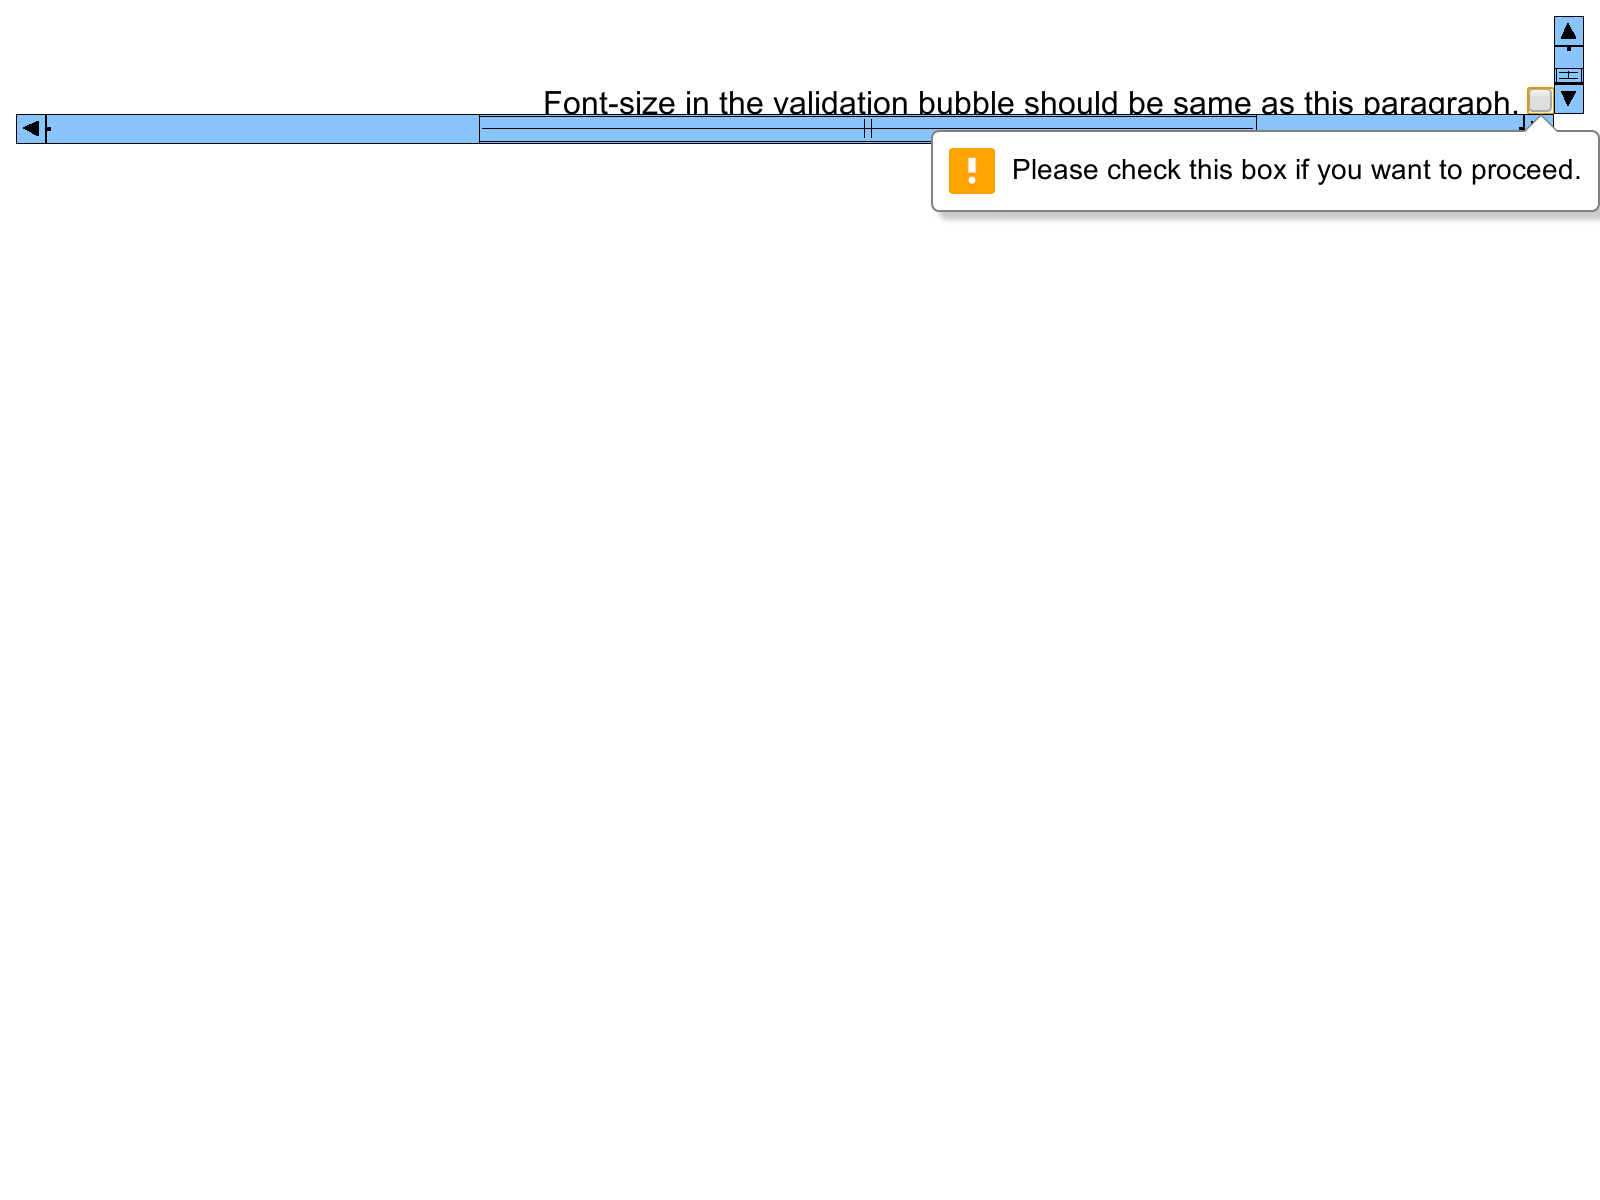 Font-size in the validation bubble should be same as this paragraph.
Please check this box if you want to proceed.